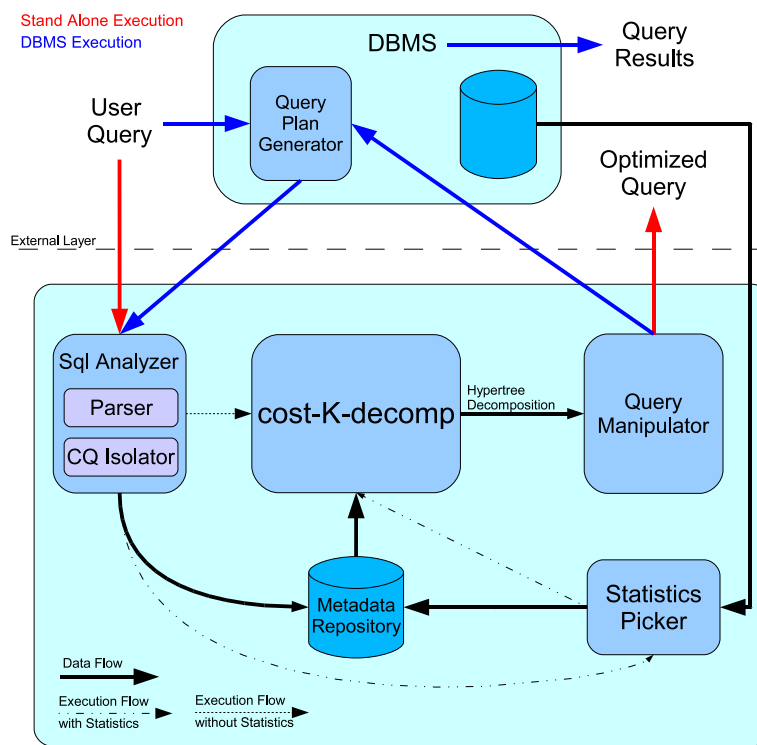 Stand Alone Execution
DBMS Execution
DBMS
Query
Results
User
Query
Query
Plan
Generator
Optimized
Query
External Layer
Sql Analyzer
Parser
CQ Isolator
cost-K-decomp
Hypertree
Decomposition
Query
Manipulator
Metadata
Repository
Statistics
Picker
Data Flow
Execution Flow
with Statistics
Execution Flow
without Statistics